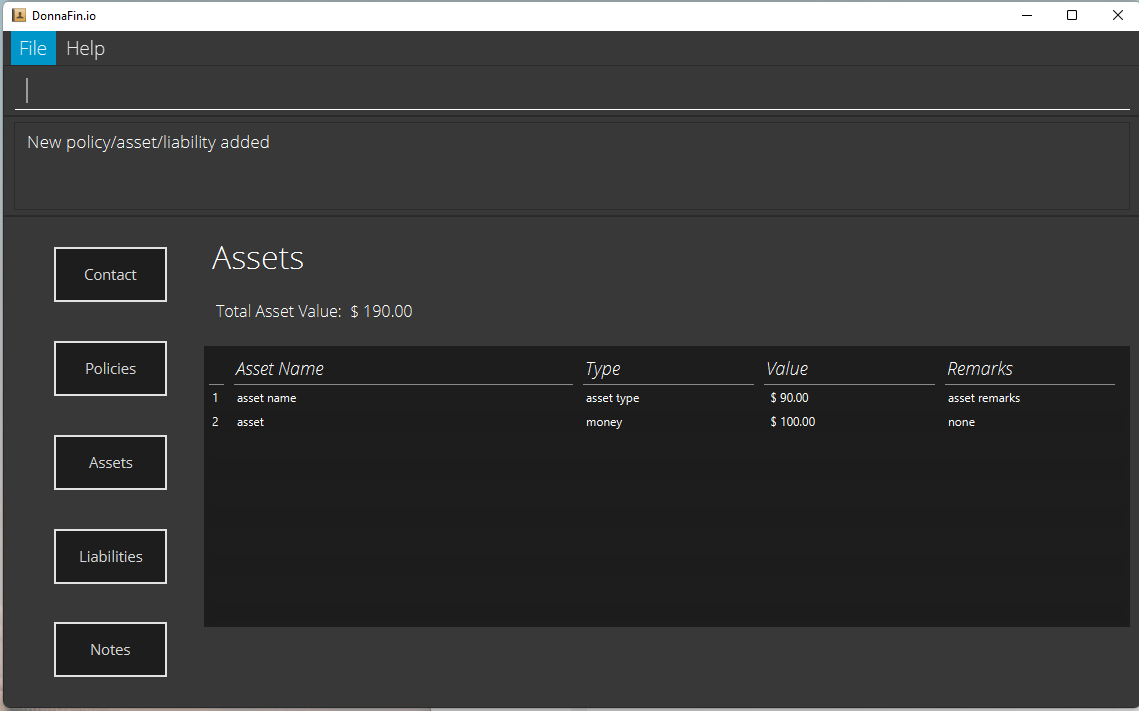 DonnaFin.io
File Help
New policy/asset/liability added
Contact
Policies
Assets
Liabilities
Notes
Assets
Total Asset Value: $ 190.00
Asset Name Type Value Remarks
1 asset name asset type $ 90.00 asset remarks
2 asset money $ 100.00 none